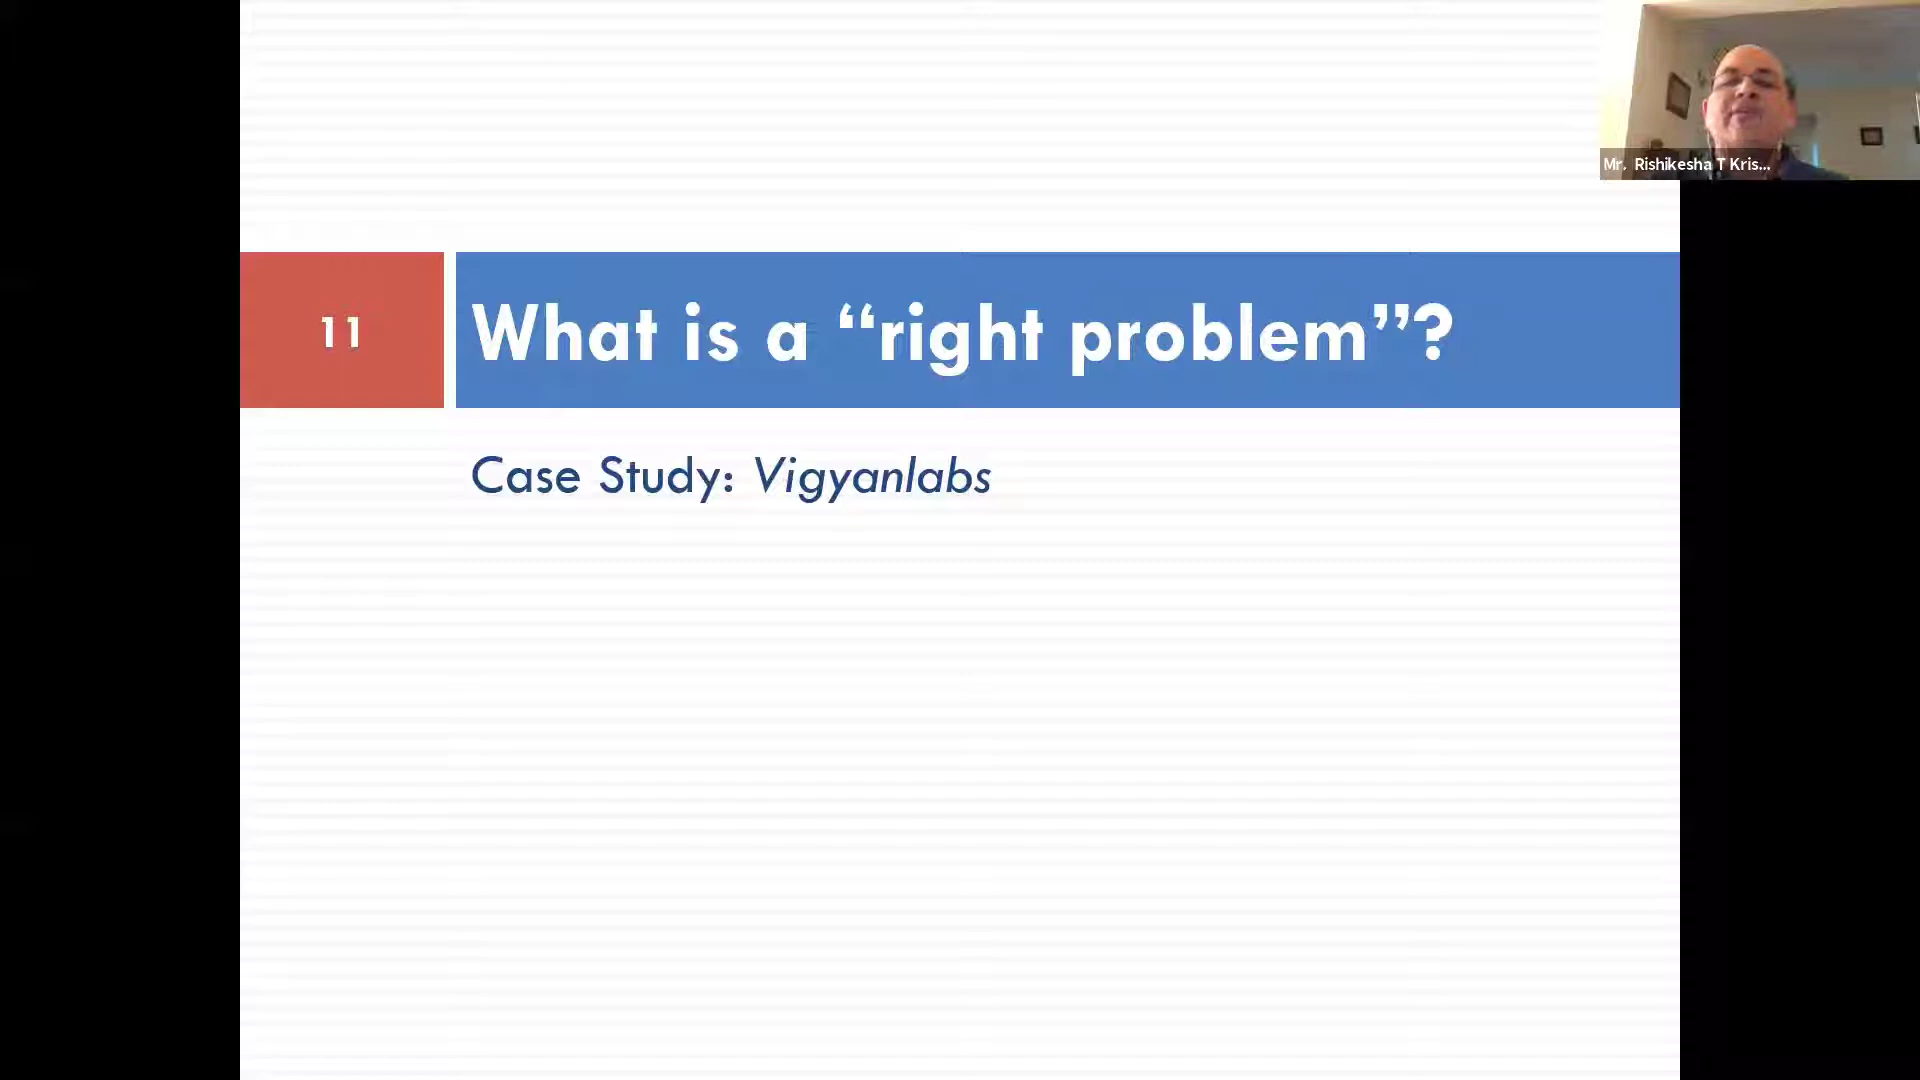 Mr. Rishikesha T Kris...
11
What is a “right problem”?
Case Study: Vigyanlabs